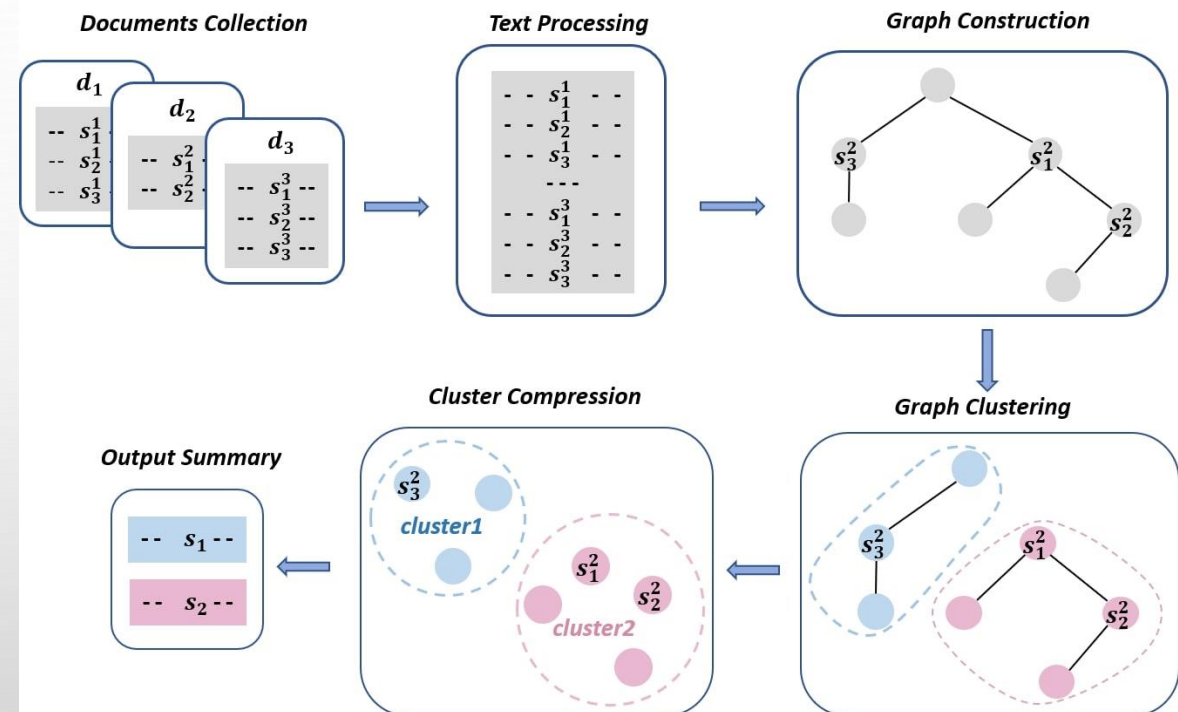 Documents Collection
d₁
-- s₁¹ -
-- s₂¹
-- s₃¹
d₂
-- s₁² -
-- s₂² -
d₃
-- s₁³ --
-- s₂³ --
-- s₃³ --
Text Processing
- - s₁¹ - -
- - s₂¹ - -
- - s₃¹ - -
---
- - s₁³ - -
- - s₂³ - -
- - s₃³ - -
Graph Construction
s₃²
s₁²
s₂²
Graph Clustering
s₃²
s₁²
s₂²
Cluster Compression
s₃²
cluster1
s₁²
s₂²
cluster2
Output Summary
-- s₁ --
-- s₂ --